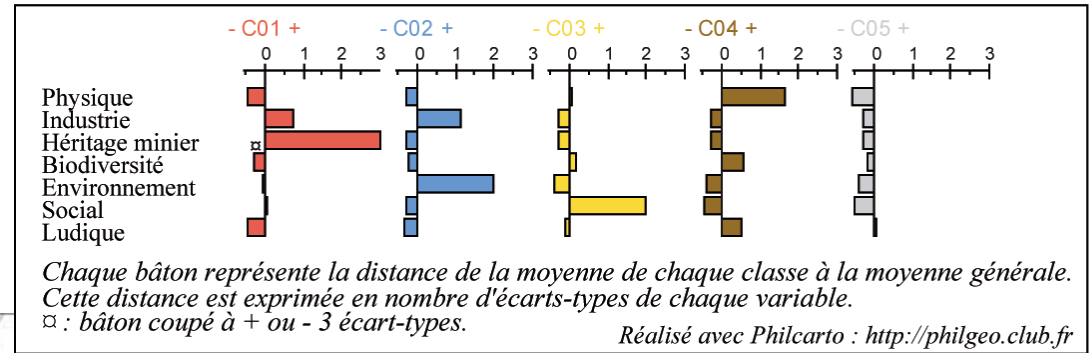 - C01 + - C02 + - C03 + - C04 + - C05 +
0 1 2 3 0 1 2 3 0 1 2 3 0 1 2 3 0 1 2 3
Physique
Industrie
Héritage minier ¤
Biodiversité
Environnement
Social
Ludique
Chaque bâton représente la distance de la moyenne de chaque classe à la moyenne générale.
Cette distance est exprimée en nombre d'écarts-types de chaque variable.
¤ : bâton coupé à + ou - 3 écart-types.
Réalisé avec Philcarto : http://philgeo.club.fr